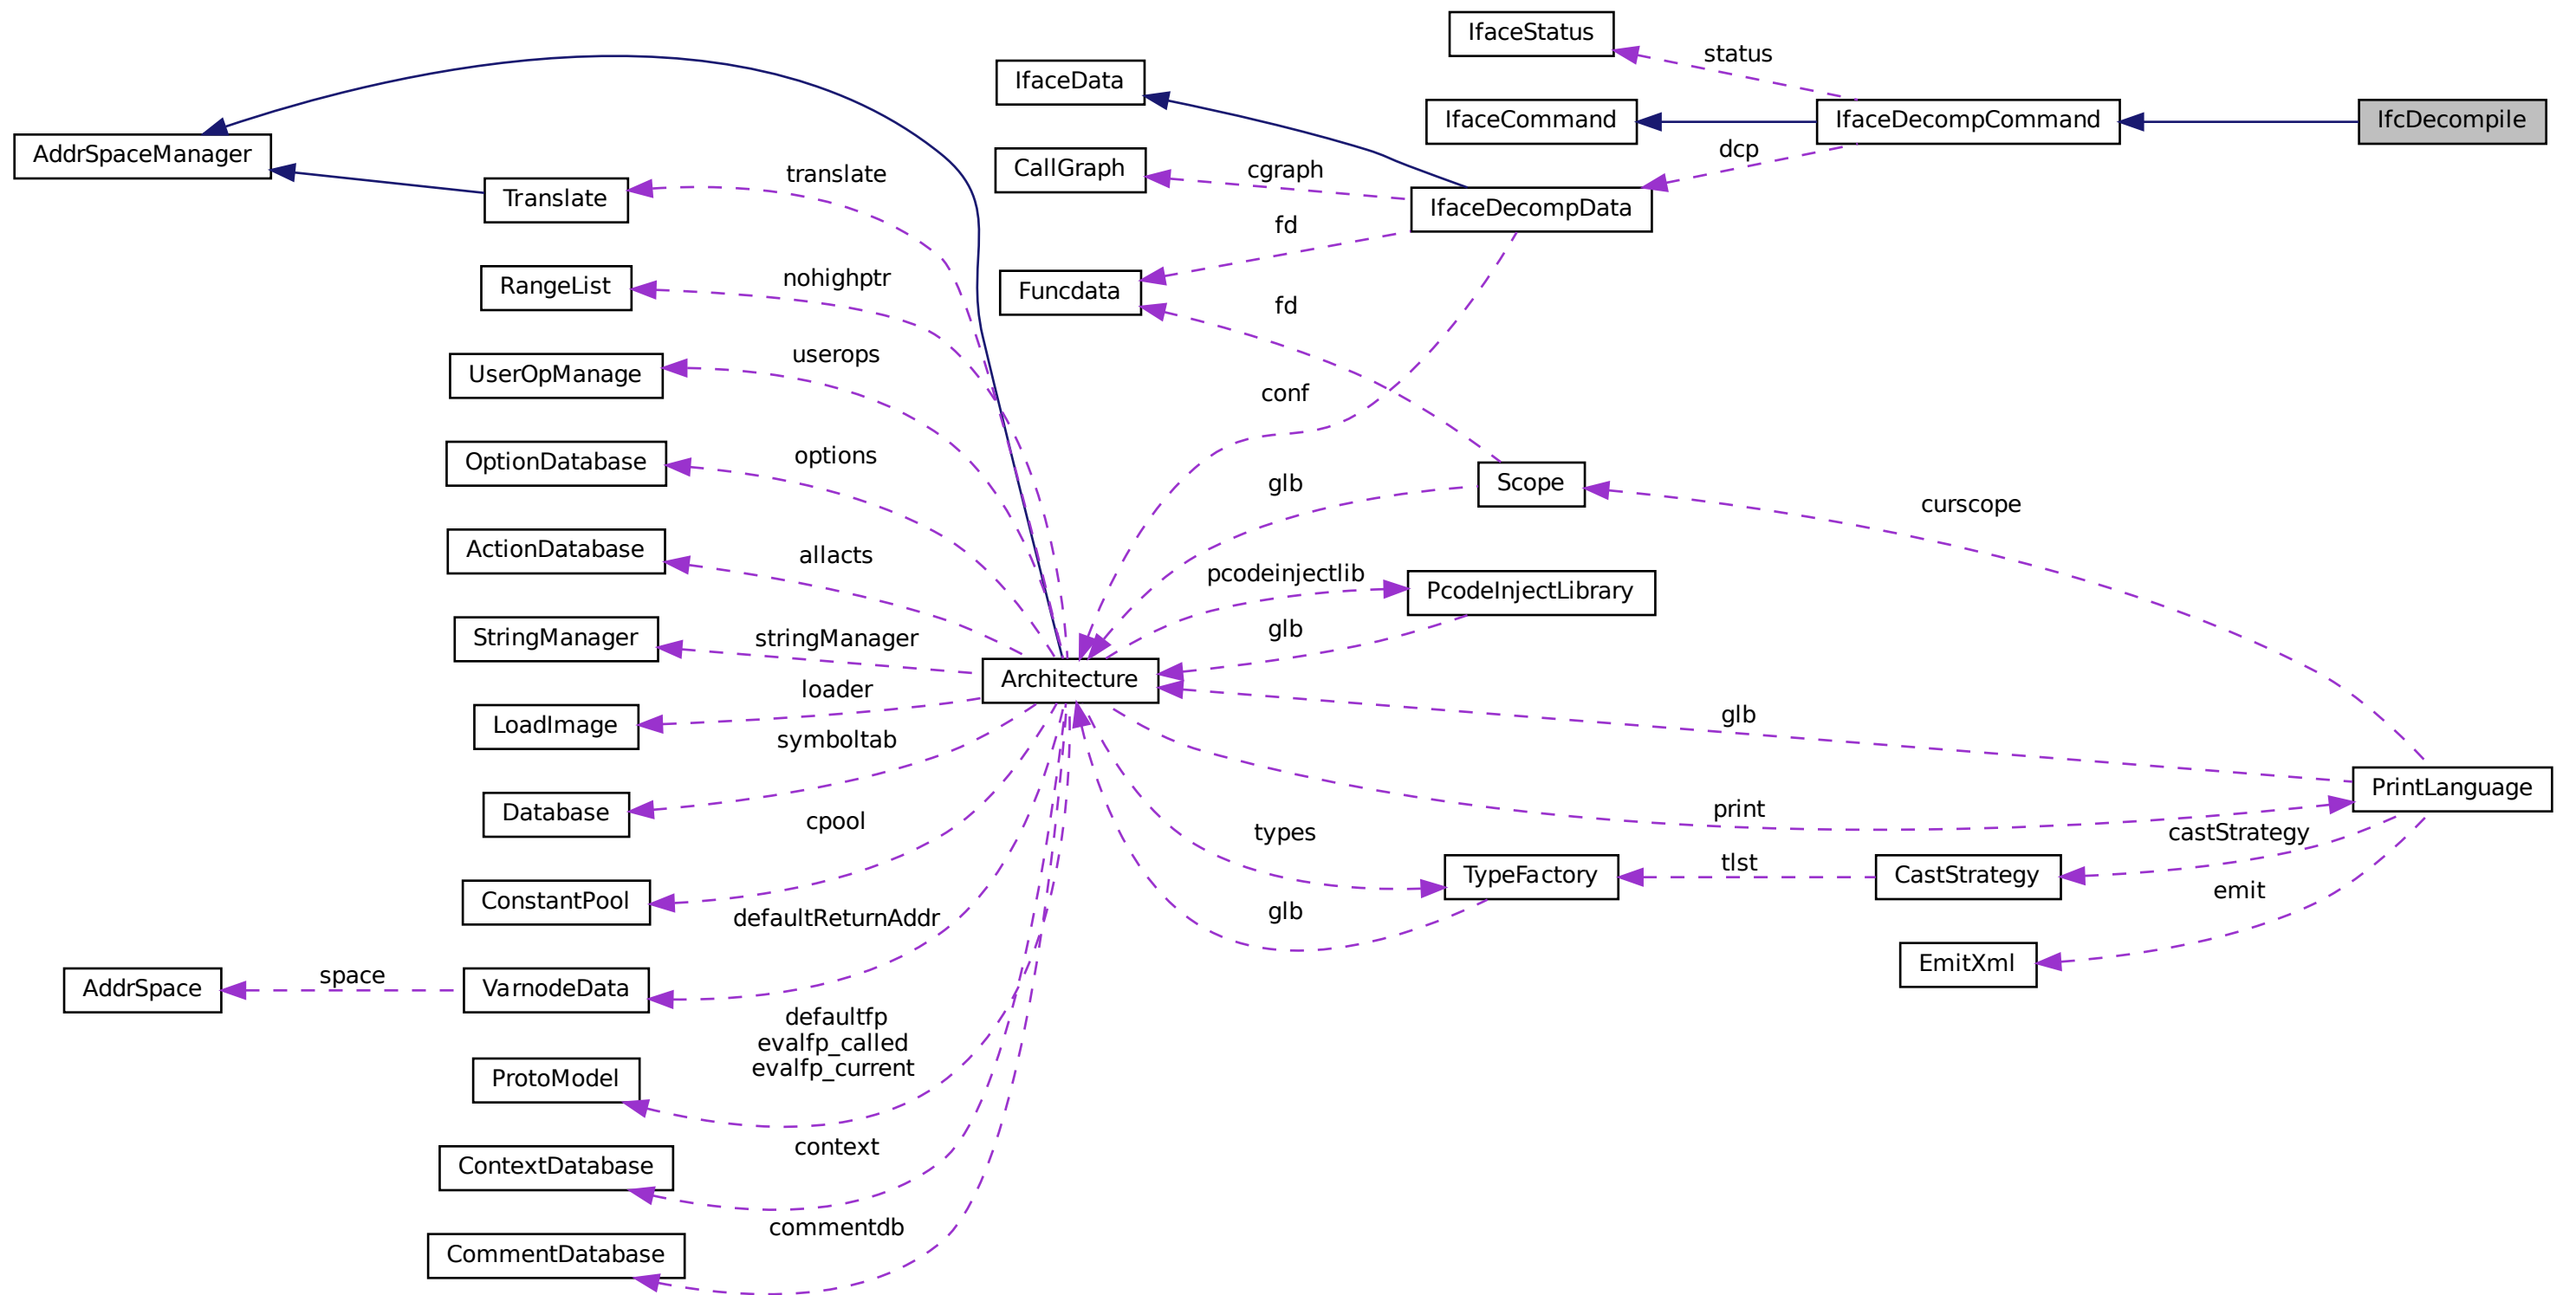 IfaceStatus
status
IfaceData
IfaceCommand
IfaceDecompCommand
IfcDecompile
AddrSpaceManager
translate
CallGraph
cgraph
dcp
Translate
IfaceDecompData
fd
nohighptr
RangeList
Funcdata
fd
userops
UserOpManage
conf
options
OptionDatabase
glb
Scope
curscope
ActionDatabase
allacts
pcodeinjectlib
PcodeInjectLibrary
StringManager
stringManager
glb
Architecture
loader
LoadImage
glb
symboltab
PrintLanguage
Database
cpool
print
types
castStrategy
tlst
TypeFactory
CastStrategy
emit
ConstantPool
defaultReturnAddr
glb
EmitXml
AddrSpace
space
VarnodeData
defaultfp
evalfp_called
evalfp_current
ProtoModel
context
ContextDatabase
commentdb
CommentDatabase